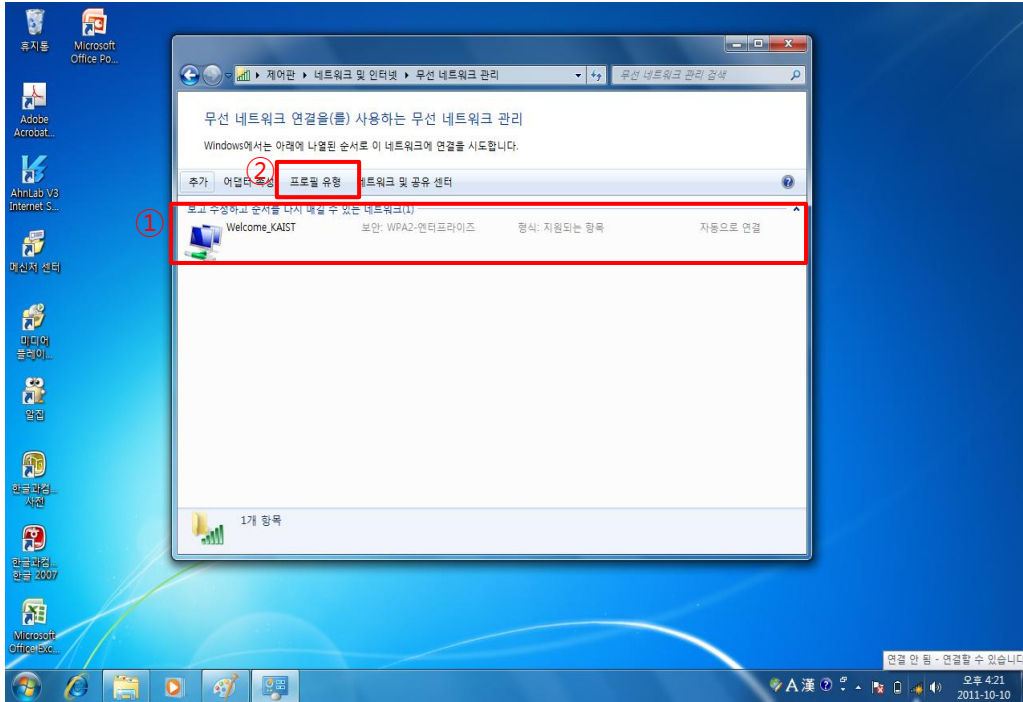 휴지통
Microsoft Office Po...
Adobe Acrobat...
AhnLab V3 Internet S...
메신저 센터
미디어 플레이...
알집
한글과컴... 사전
한글과컴... 한글 2007
Microsoft Office Exc...
제어판 ▸ 네트워크 및 인터넷 ▸ 무선 네트워크 관리
무선 네트워크 관리 검색
무선 네트워크 연결을(를) 사용하는 무선 네트워크 관리
Windows에서는 아래에 나열된 순서로 이 네트워크에 연결을 시도합니다.
②
추가 어댑터 속성 프로필 유형 네트워크 및 공유 센터
①
보고 수정하고 순서를 다시 매길 수 있는 네트워크(1)
Welcome_KAIST 보안: WPA2-엔터프라이즈 형식: 지원되는 항목 자동으로 연결
1개 항목
연결 안 됨 - 연결할 수 있습니다
A 漢
오후 4:21
2011-10-10